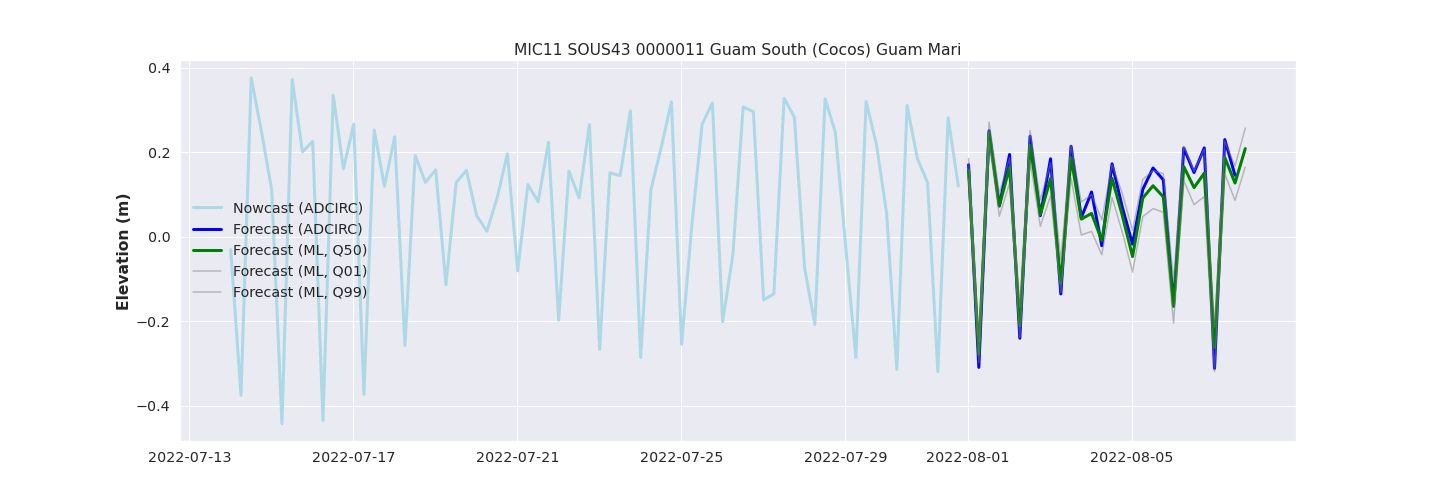 MIC11 SOUS43 0000011 Guam South (Cocos) Guam Mari
0.4
0.2
0.0
−0.2
−0.4
Elevation (m)
Nowcast (ADCIRC)
Forecast (ADCIRC)
Forecast (ML, Q50)
Forecast (ML, Q01)
Forecast (ML, Q99)
2022-07-13 2022-07-17 2022-07-21 2022-07-25 2022-07-29 2022-08-01 2022-08-05